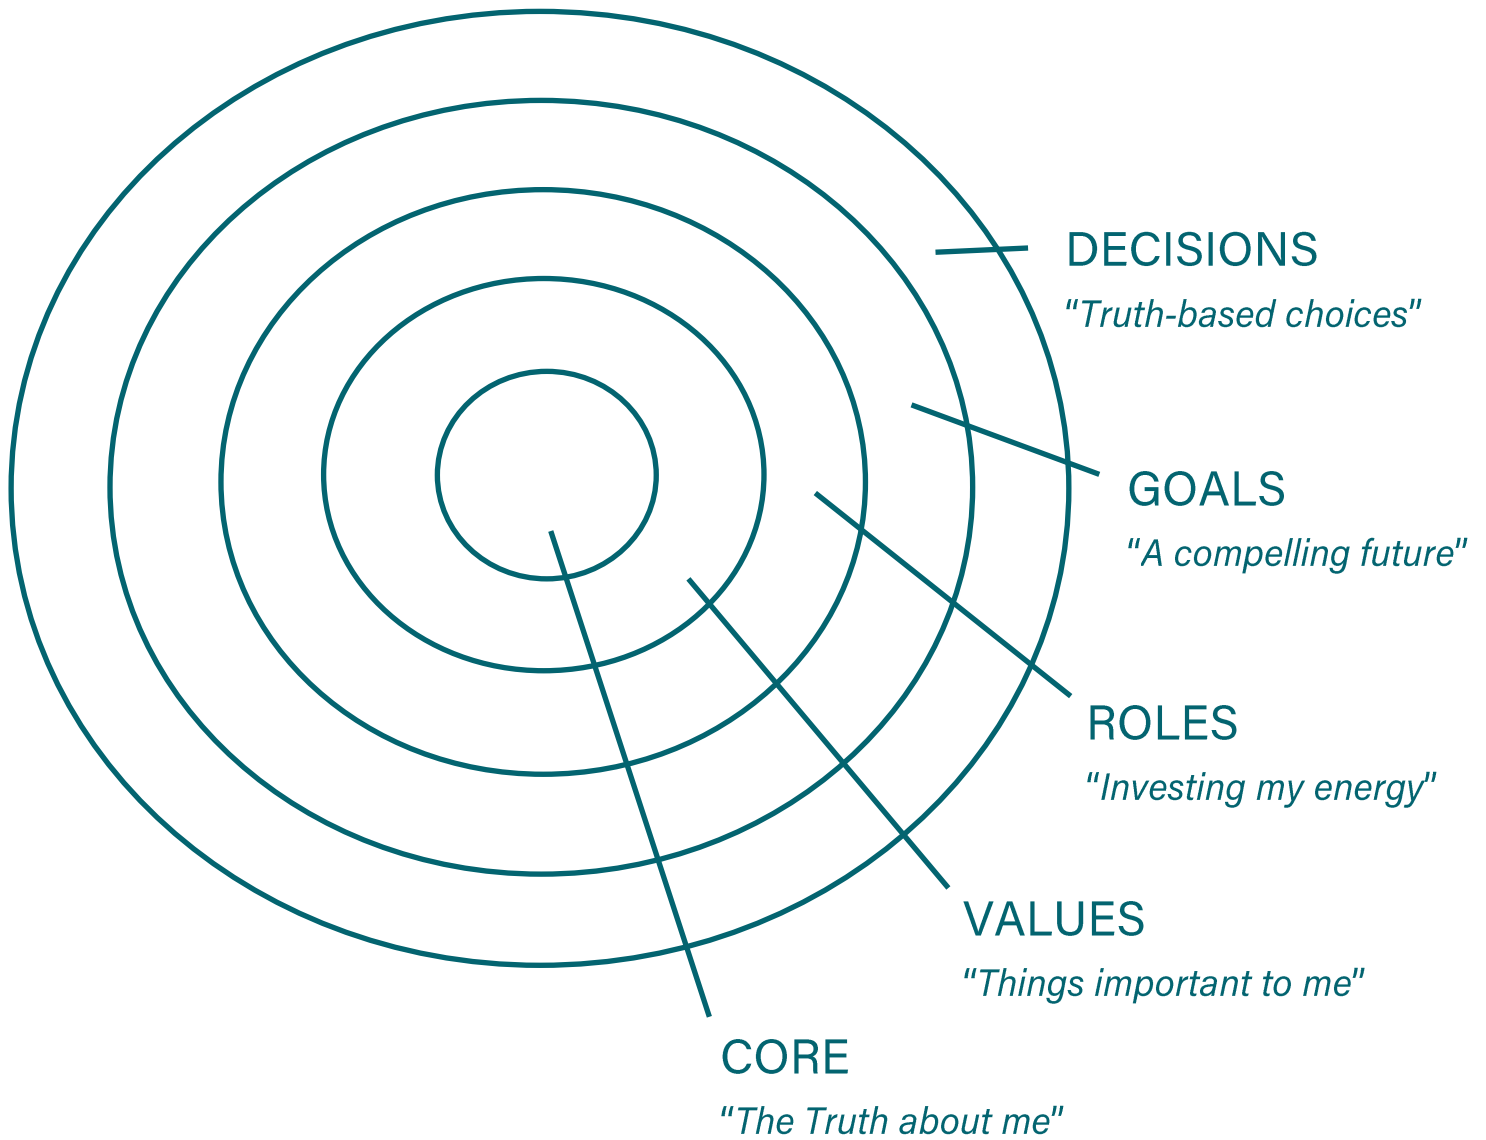 DECISIONS
“Truth-based choices”
GOALS
“A compelling future”
ROLES
“Investing my energy”
VALUES
“Things important to me”
CORE
“The Truth about me”